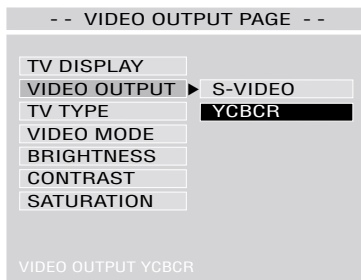 - - VIDEO OUTPUT PAGE - -
TV DISPLAY
VIDEO OUTPUT ▶ S-VIDEO
TV TYPE YCBCR
VIDEO MODE
BRIGHTNESS
CONTRAST
SATURATION
VIDEO OUTPUT YCBCR